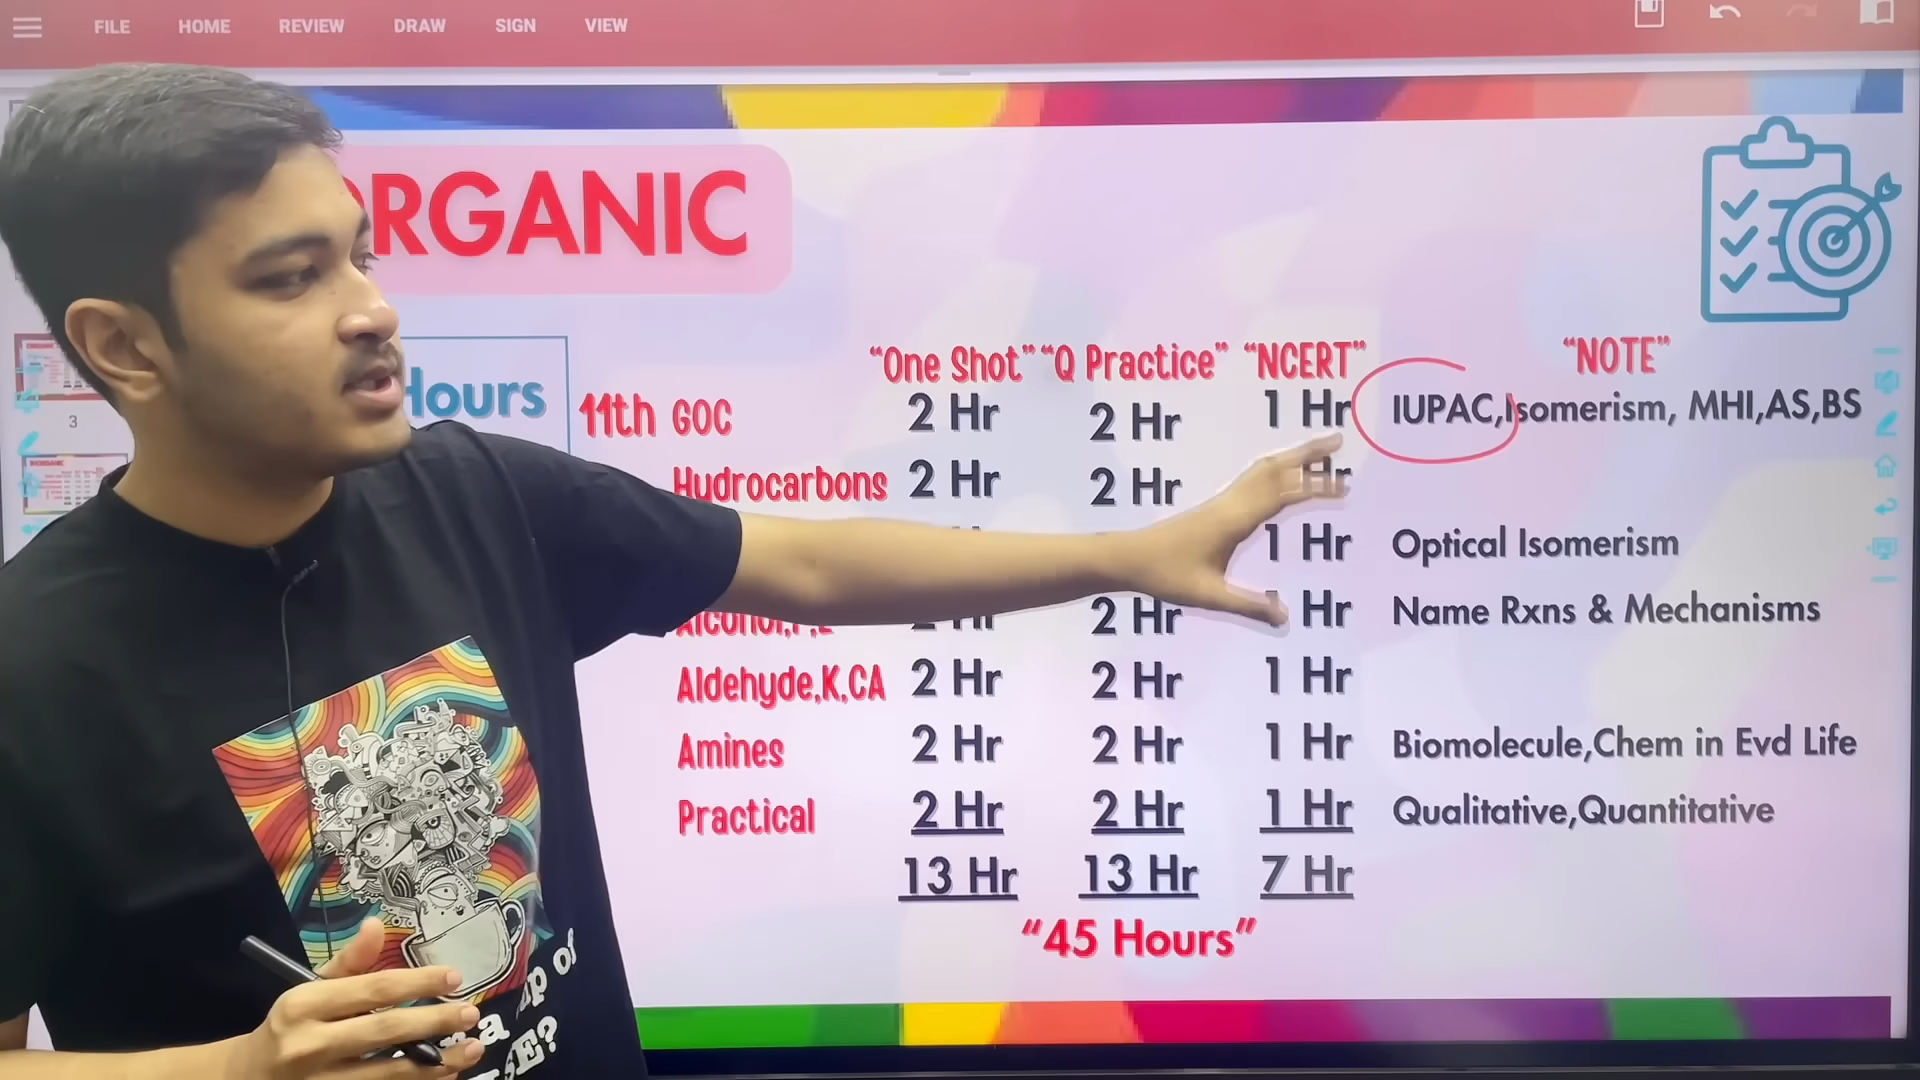 FILE HOME REVIEW DRAW SIGN VIEW
ORGANIC
Hours
3
"One Shot" "Q Practice" "NCERT" "NOTE"
11th GOC 2 Hr 2 Hr 1 Hr IUPAC,Isomerism, MHI,AS,BS
Hydrocarbons 2 Hr 2 Hr Hr
1 Hr Optical Isomerism
2 Hr Hr Name Rxns & Mechanisms
Aldehyde,K,CA 2 Hr 2 Hr 1 Hr
Amines 2 Hr 2 Hr 1 Hr Biomolecule,Chem in Evd Life
Practical 2 Hr 2 Hr 1 Hr Qualitative,Quantitative
13 Hr 13 Hr 7 Hr
"45 Hours"